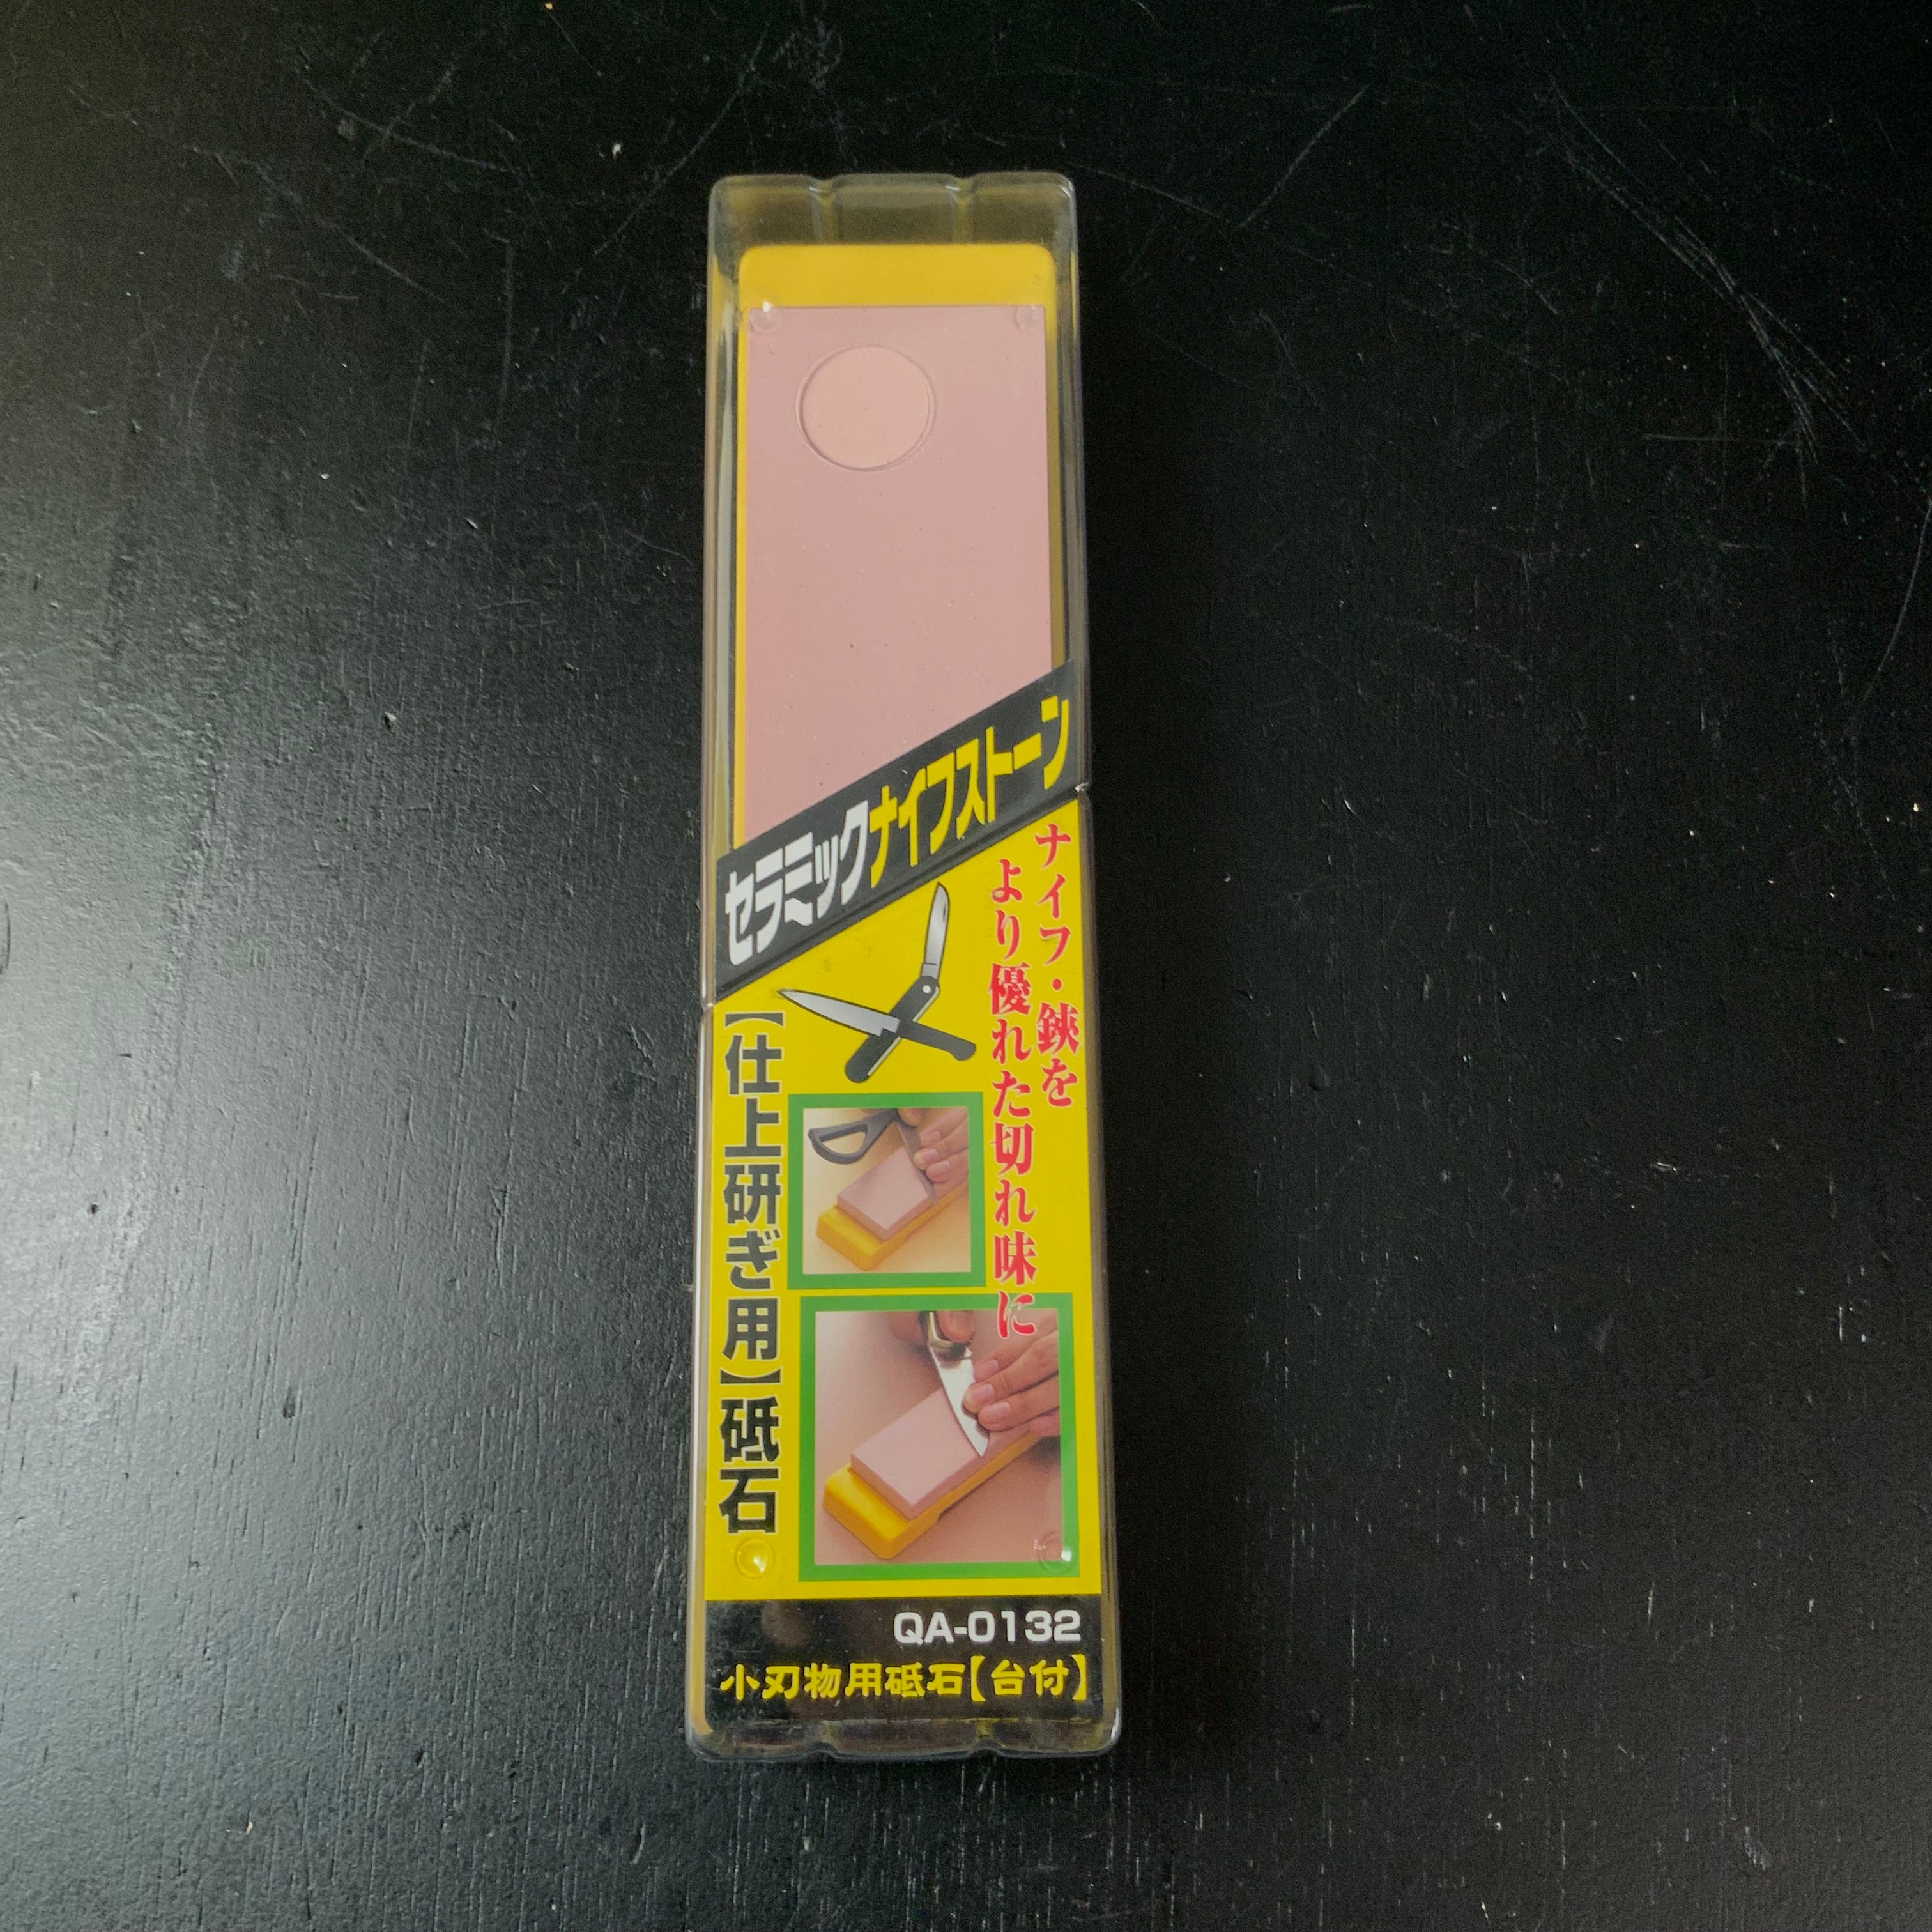 セラミックナイフストーン
ナイフ・鋏を
より優れた切れ味に
【仕上研ぎ用】砥石
QA-0132
小刃物用砥石【台付】